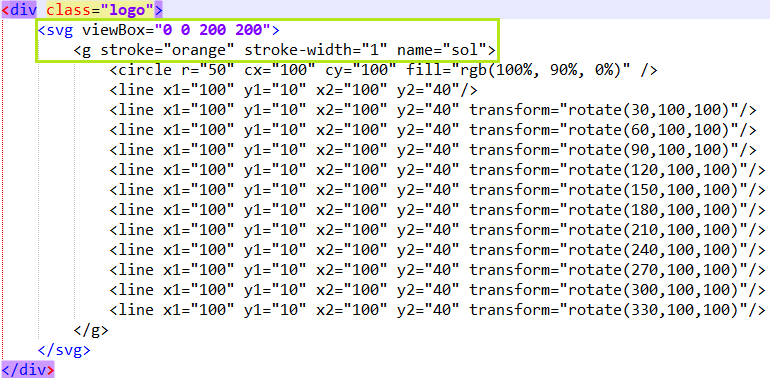 <div class="logo">
<svg viewBox="0 0 200 200">
<g stroke="orange" stroke-width="1" name="sol">
<circle r="50" cx="100" cy="100" fill="rgb(100%, 90%, 0%)" />
<line x1="100" y1="10" x2="100" y2="40"/>
<line x1="100" y1="10" x2="100" y2="40" transform="rotate(30,100,100)"/>
<line x1="100" y1="10" x2="100" y2="40" transform="rotate(60,100,100)"/>
<line x1="100" y1="10" x2="100" y2="40" transform="rotate(90,100,100)"/>
<line x1="100" y1="10" x2="100" y2="40" transform="rotate(120,100,100)"/>
<line x1="100" y1="10" x2="100" y2="40" transform="rotate(150,100,100)"/>
<line x1="100" y1="10" x2="100" y2="40" transform="rotate(180,100,100)"/>
<line x1="100" y1="10" x2="100" y2="40" transform="rotate(210,100,100)"/>
<line x1="100" y1="10" x2="100" y2="40" transform="rotate(240,100,100)"/>
<line x1="100" y1="10" x2="100" y2="40" transform="rotate(270,100,100)"/>
<line x1="100" y1="10" x2="100" y2="40" transform="rotate(300,100,100)"/>
<line x1="100" y1="10" x2="100" y2="40" transform="rotate(330,100,100)"/>
</g>
</svg>
</div>